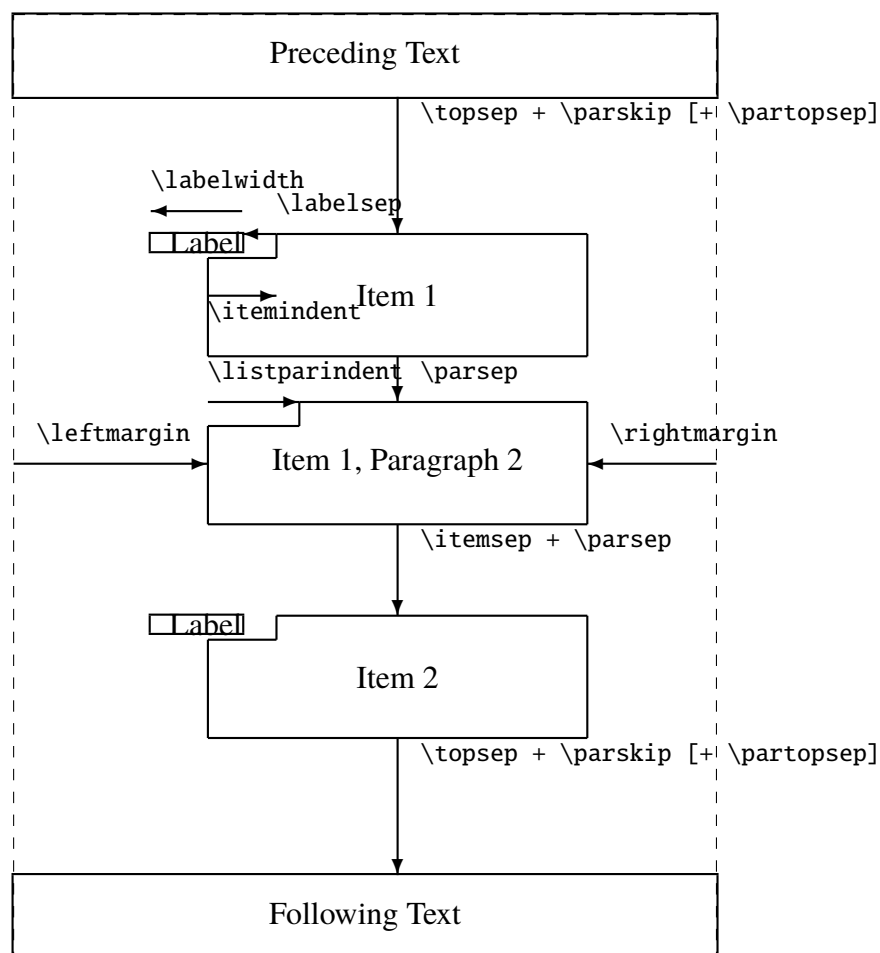 Preceding Text
\topsep + \parskip [+ \partopsep]
\labelwidth
\labelsep
Label
Item 1
\itemindent
\listparindent \parsep
\leftmargin
\rightmargin
Item 1, Paragraph 2
\itemsep + \parsep
Label
Item 2
\topsep + \parskip [+ \partopsep]
Following Text